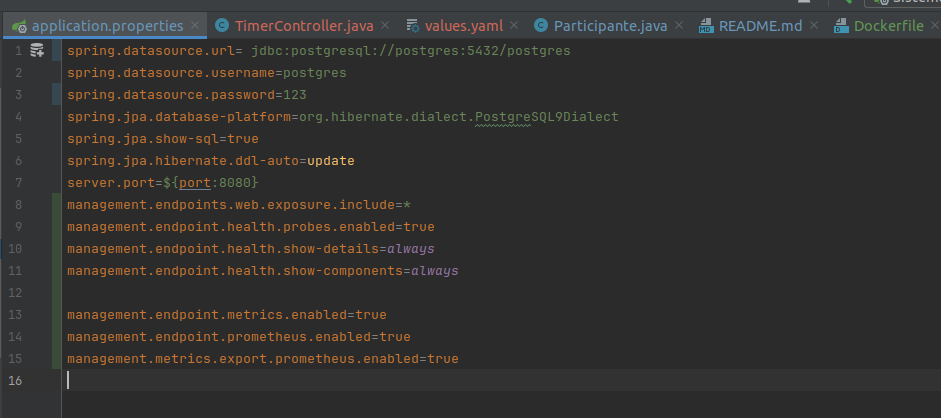 Sistem
application.properties TimerController.java values.yaml Participante.java README.md Dockerfile
1 spring.datasource.url= jdbc:postgresql://postgres:5432/postgres
2 spring.datasource.username=postgres
3 spring.datasource.password=123
4 spring.jpa.database-platform=org.hibernate.dialect.PostgreSQL9Dialect
5 spring.jpa.show-sql=true
6 spring.jpa.hibernate.ddl-auto=update
7 server.port=${port:8080}
8 management.endpoints.web.exposure.include=*
9 management.endpoint.health.probes.enabled=true
10 management.endpoint.health.show-details=always
11 management.endpoint.health.show-components=always
12
13 management.endpoint.metrics.enabled=true
14 management.endpoint.prometheus.enabled=true
15 management.metrics.export.prometheus.enabled=true
16